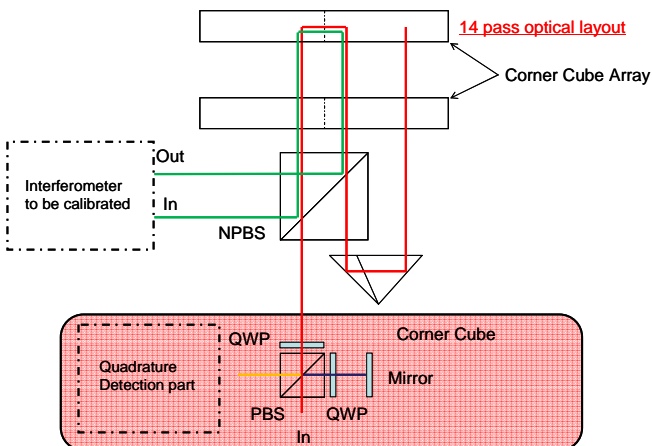 14 pass optical layout
Corner Cube Array
Out
Interferometer
to be calibrated
In
NPBS
QWP
Corner Cube
Quadrature
Detection part
Mirror
PBS
QWP
In